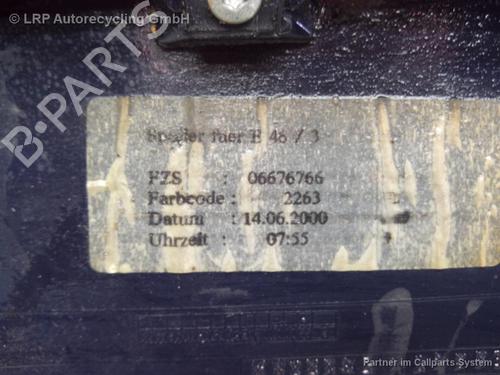 © LRP Autorecycling GmbH
B-PARTS
Spoiler fuer E 46 / 3
FZS : 06676766
Farbcode : 2263
Datum : 14.06.2000
Uhrzeit : 07:55
Partner im Callparts-System